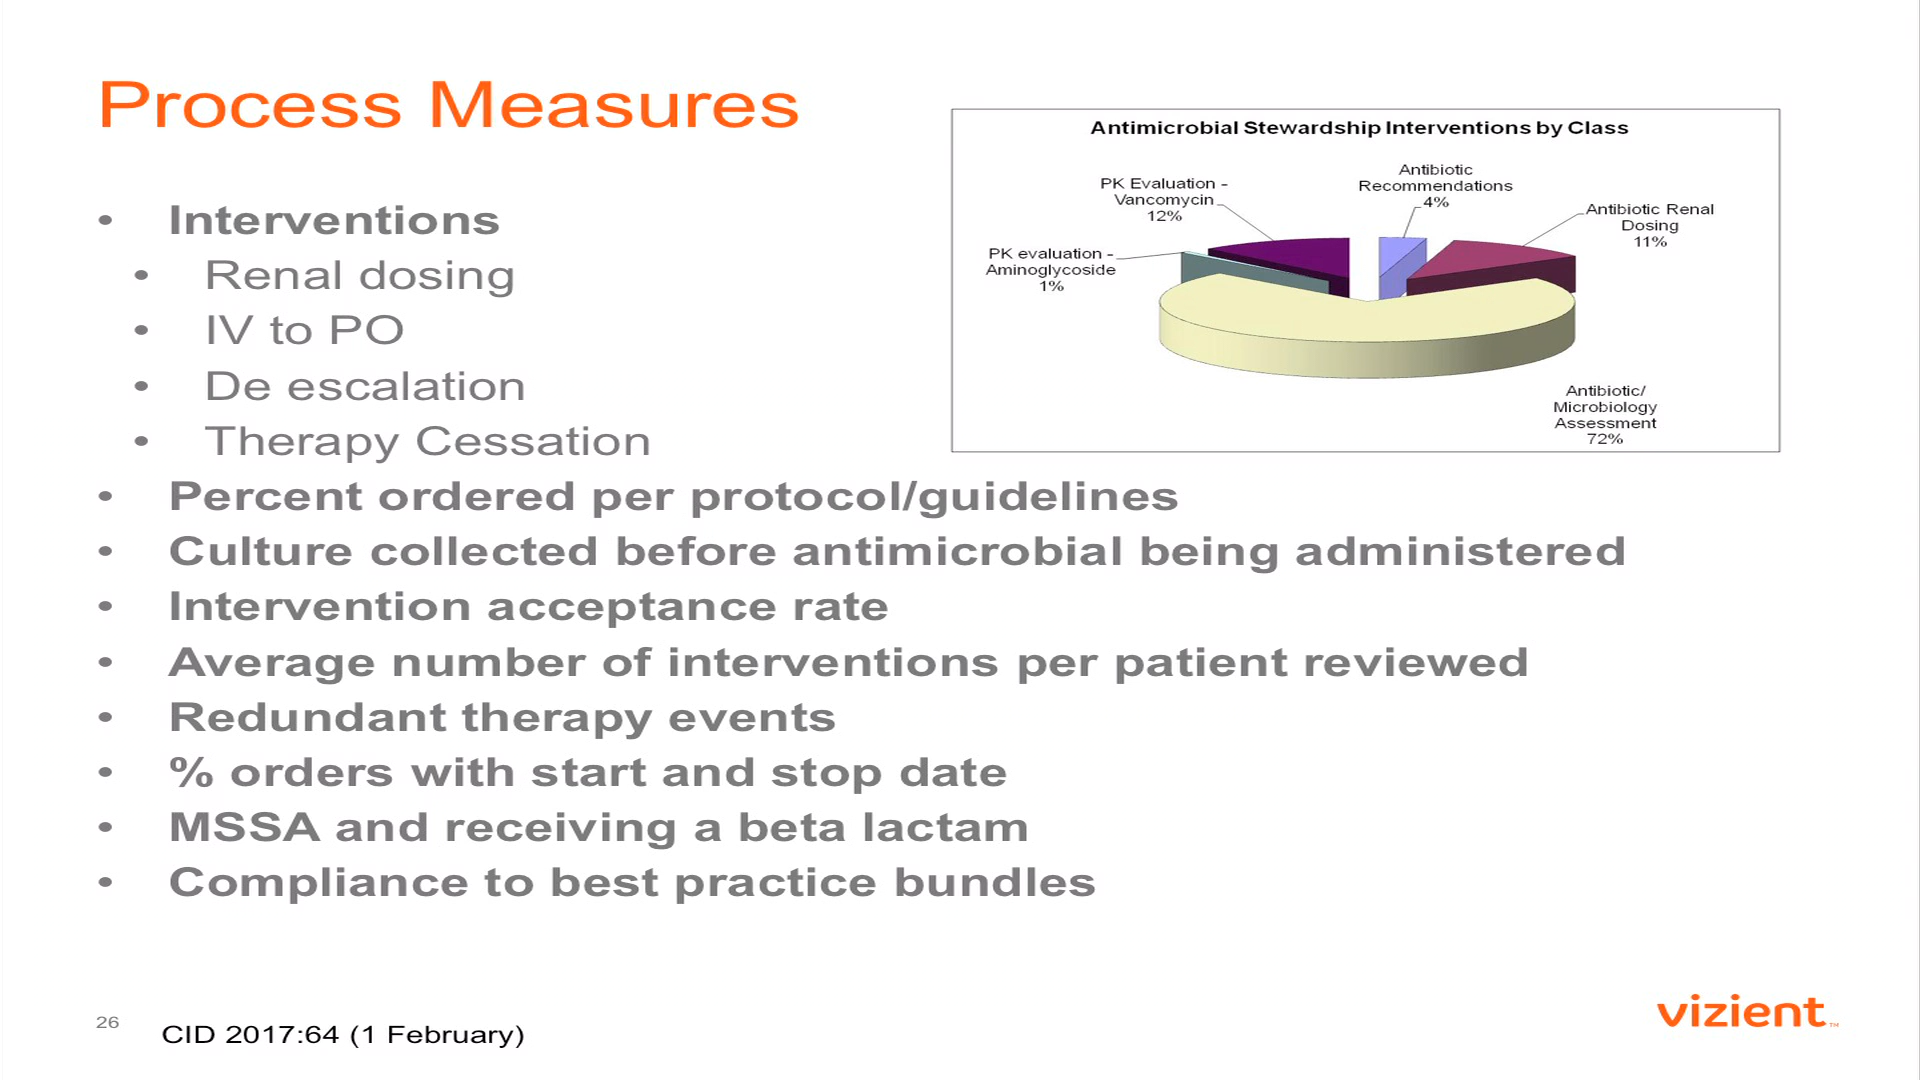 Process Measures
• Interventions
• Renal dosing
• IV to PO
• De escalation
• Therapy Cessation
• Percent ordered per protocol/guidelines
• Culture collected before antimicrobial being administered
• Intervention acceptance rate
• Average number of interventions per patient reviewed
• Redundant therapy events
• % orders with start and stop date
• MSSA and receiving a beta lactam
• Compliance to best practice bundles
Antimicrobial Stewardship Interventions by Class
PK Evaluation -
Vancomycin
12%
Antibiotic
Recommendations
4%
Antibiotic Renal
Dosing
11%
PK evaluation -
Aminoglycoside
1%
Antibiotic/
Microbiology
Assessment
72%
26
CID 2017:64 (1 February)
vizient™